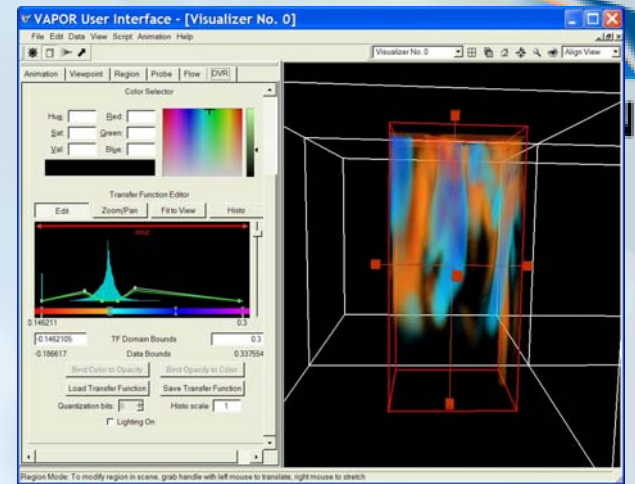 VAPOR User Interface - [Visualizer No. 0]
File Edit Data View Script Animation Help
Visualizer No. 0 Align View
Animation Viewpoint Region Probe Flow DVR
Color Selector
Hue: Red:
Sat: Green:
Val: Blue:
Transfer Function Editor
Edit Zoom/Pan Fit to View Histo
0.146211 0.3
-0.1462105 TF Domain Bounds 0.3
-0.186617 Data Bounds 0.337554
Bind Color to Opacity Bind Opacity to Color
Load Transfer Function Save Transfer Function
Quantization bits: 8 Histo scale 1
Lighting On
Region Mode: To modify region in scene, grab handle with left mouse to translate, right mouse to stretch